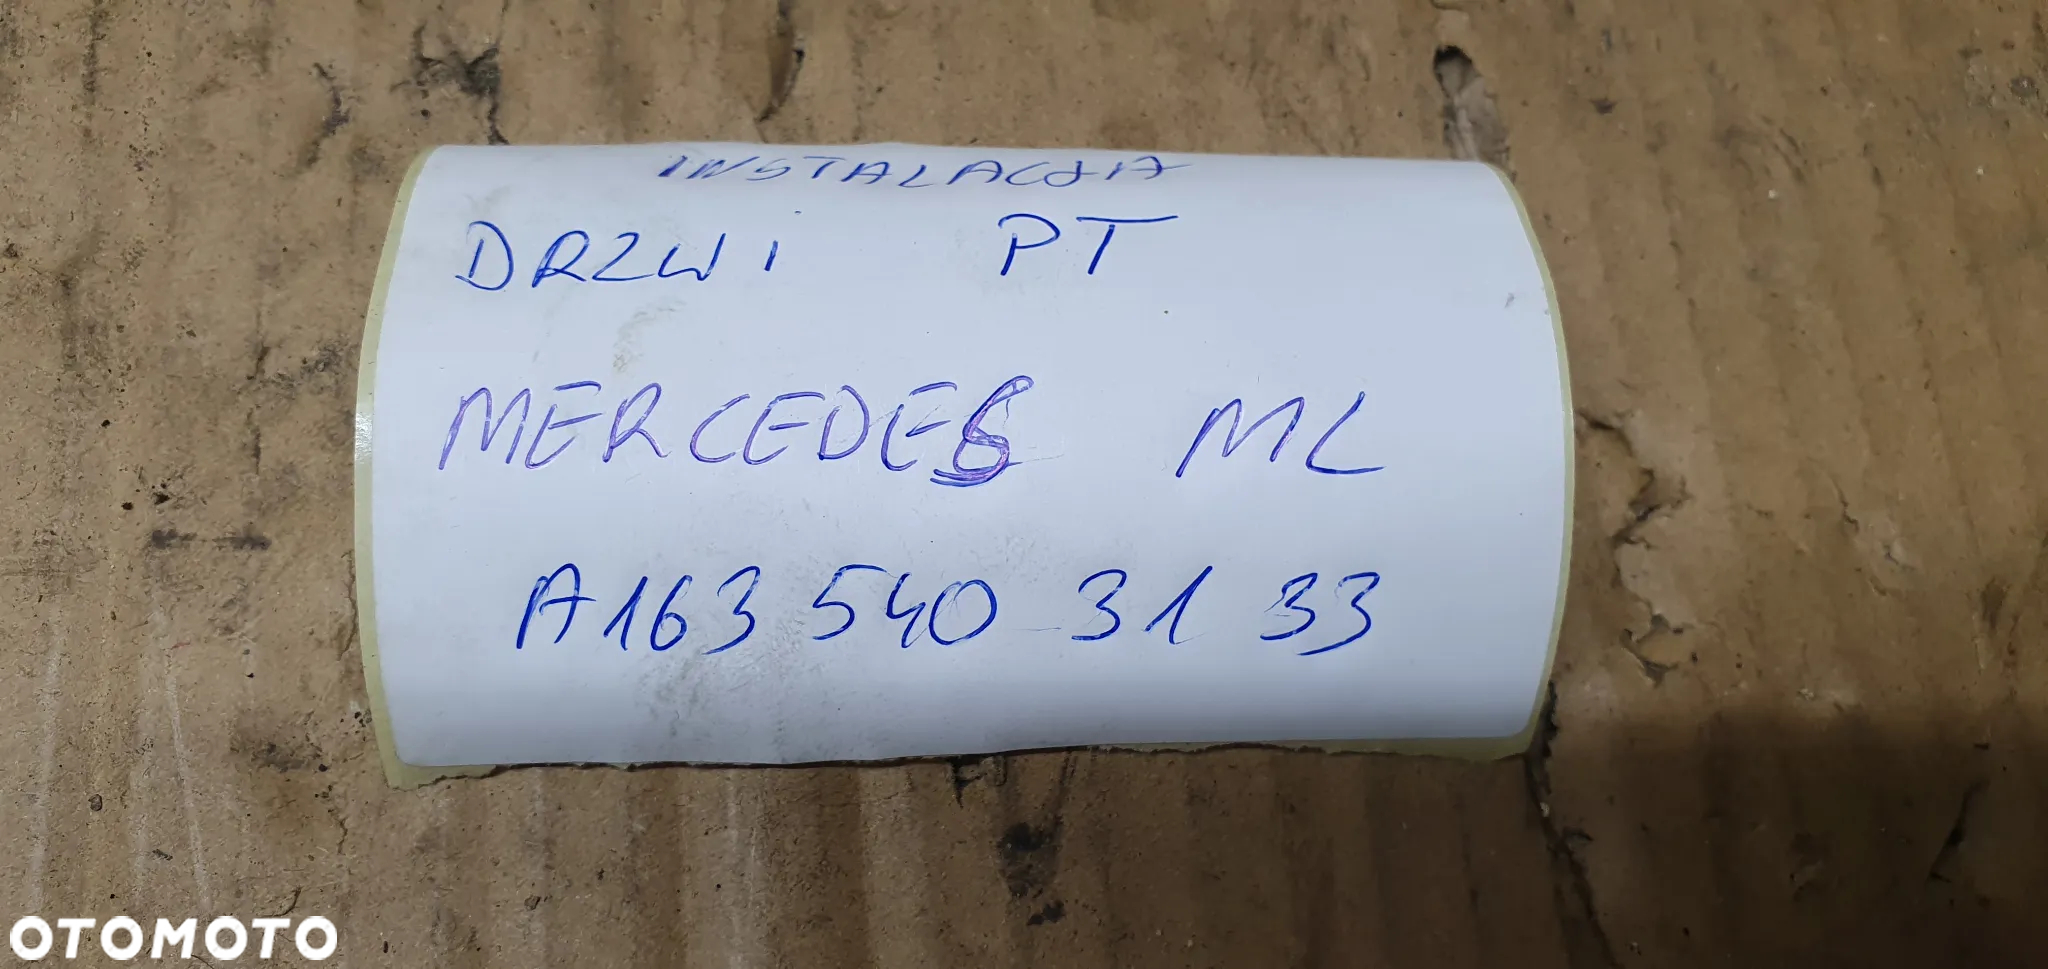 INSTALACJA
DRZWI PT
MERCEDES ML
A163 540 31 33
OTOMOTO